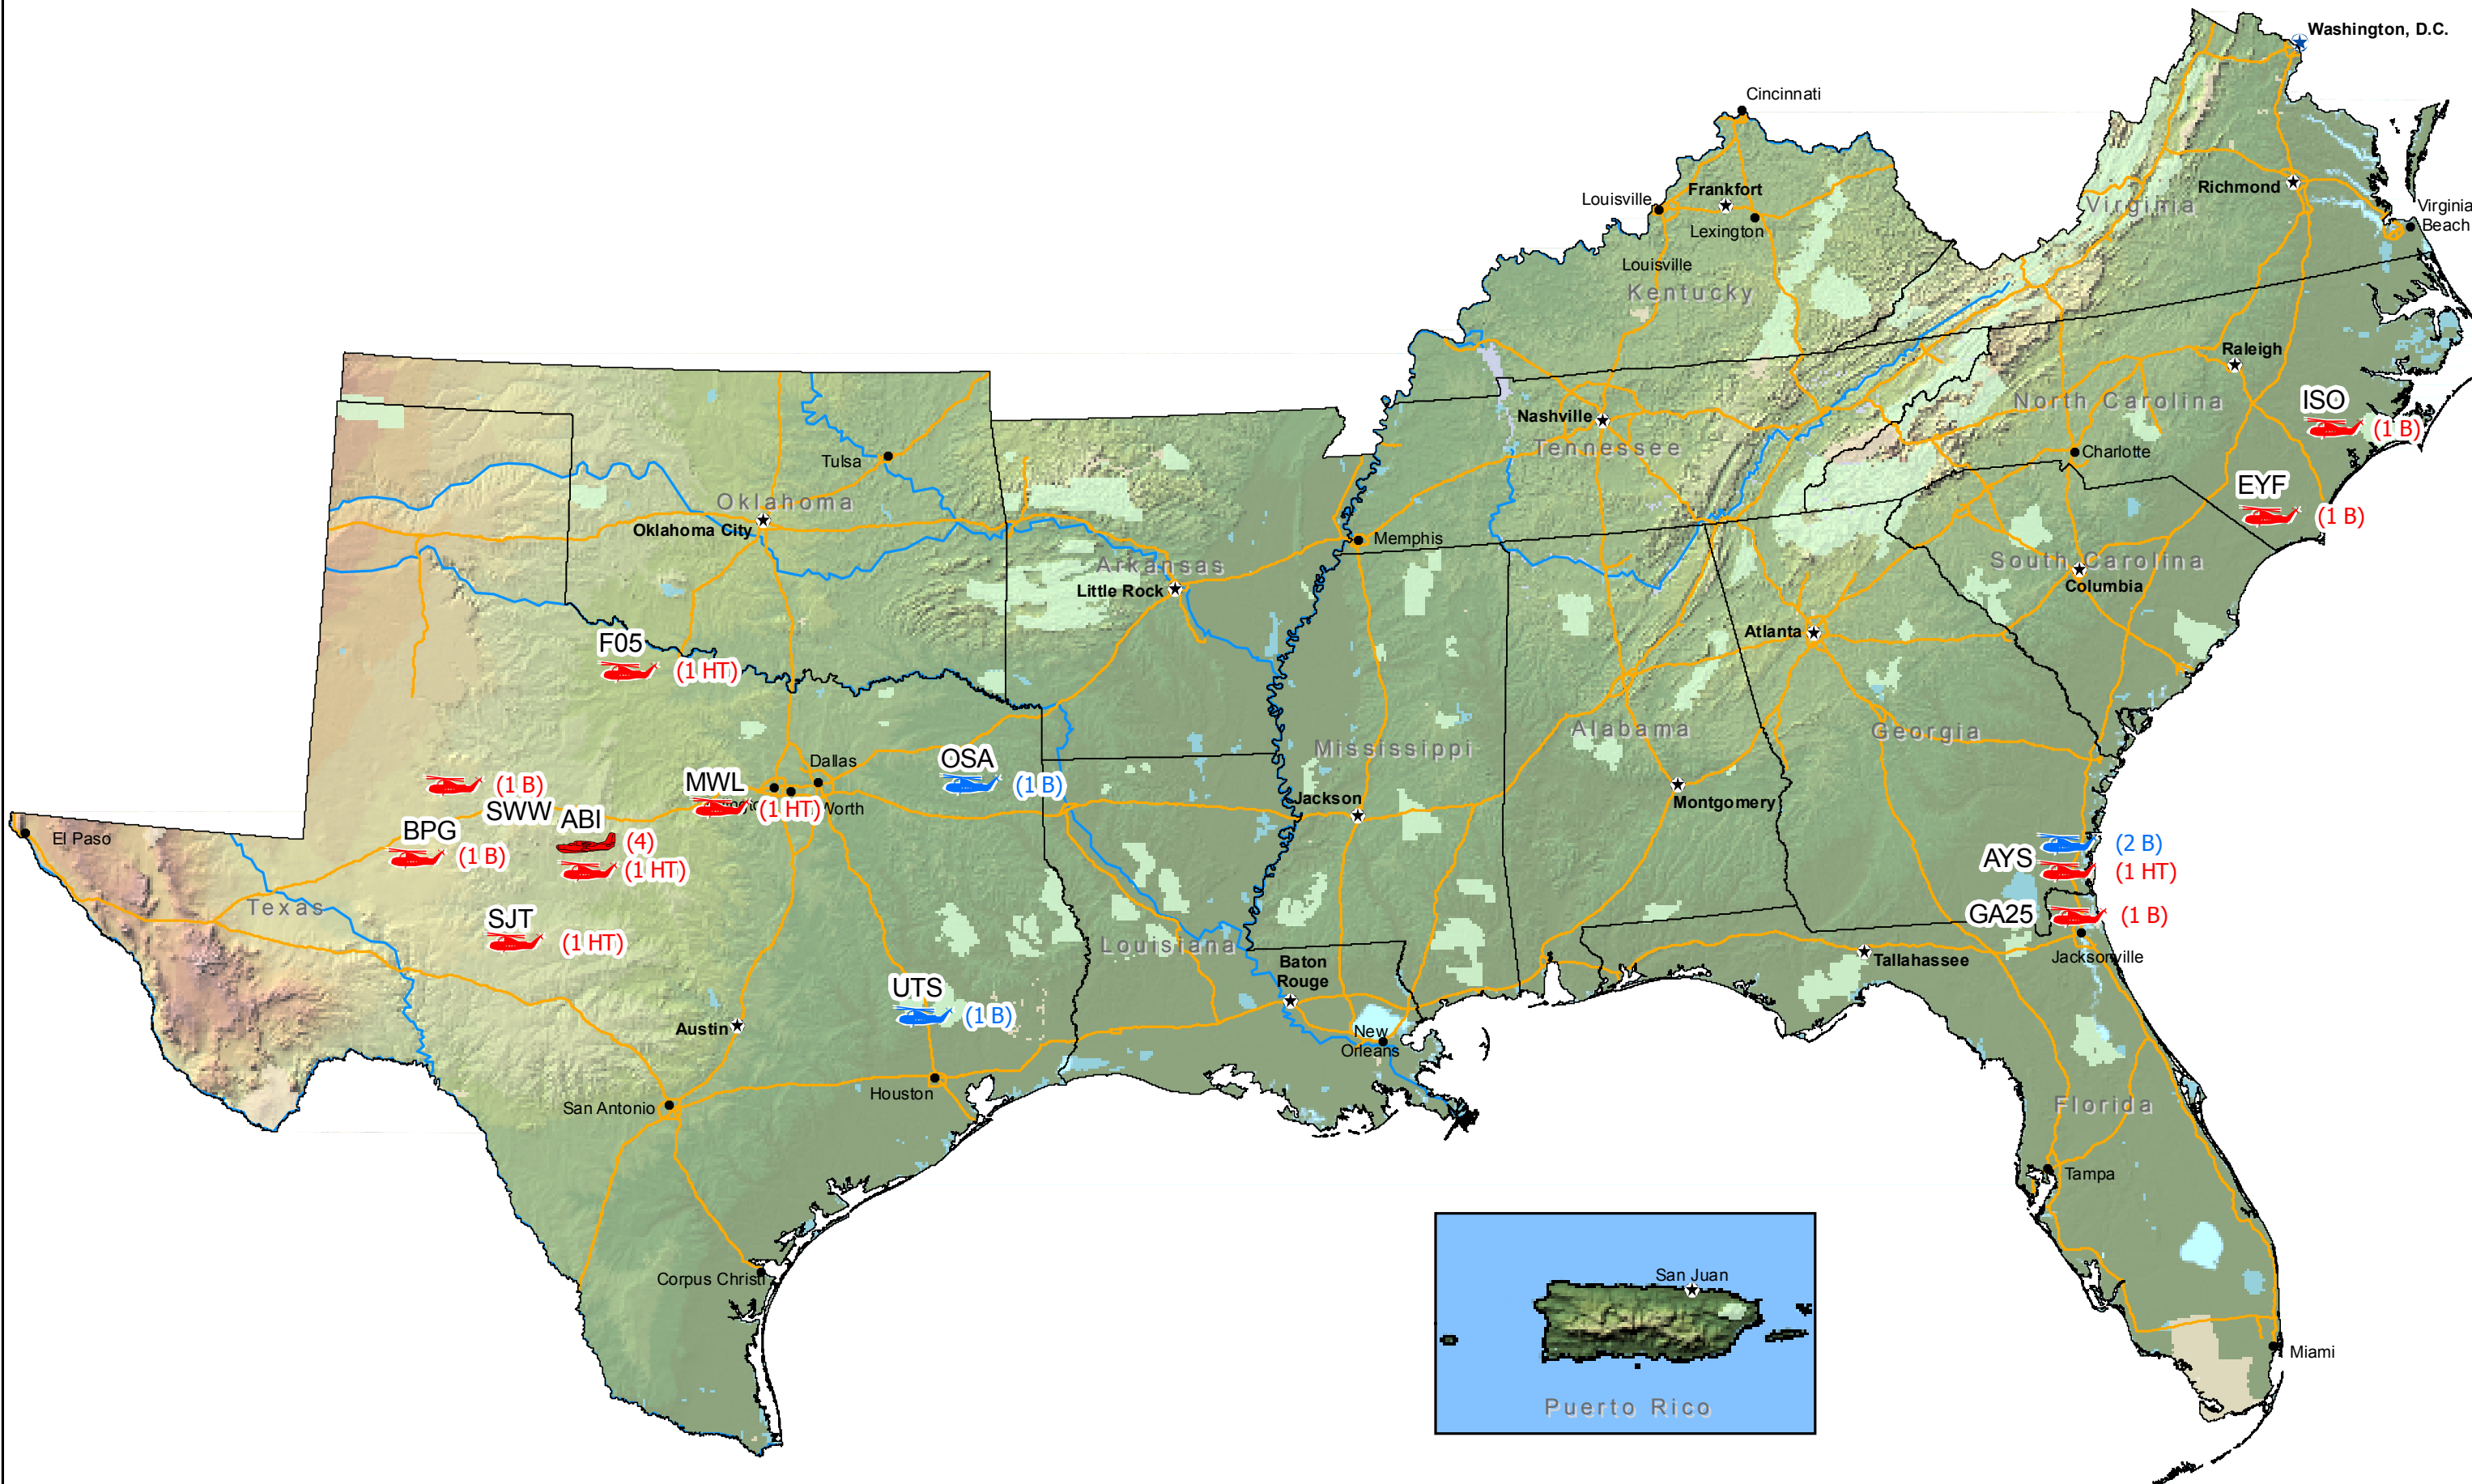 Washington, D.C.
Cincinnati
Richmond
Virginia
Virginia
Beach
Louisville
Frankfort
Lexington
Louisville
Kentucky
Raleigh
North Carolina
ISO
(1 B)
Nashville
Tennessee
Charlotte
EYF
(1 B)
Tulsa
Oklahoma
Oklahoma City
Memphis
Arkansas
Little Rock
South Carolina
Columbia
Atlanta
F05
(1 HT)
Alabama
Georgia
Mississippi
Dallas
OSA
(1 B)
MWL
(1 HT)
Worth
(1 B)
SWW
ABI
(4)
(1 HT)
BPG
(1 B)
El Paso
Jackson
Montgomery
(2 B)
AYS
(1 HT)
GA25
(1 B)
Texas
SJT
(1 HT)
Louisiana
Baton
Rouge
Tallahassee
Jacksonville
UTS
(1 B)
Austin
New
Orleans
Houston
San Antonio
Florida
Tampa
Corpus Christi
San Juan
Puerto Rico
Miami